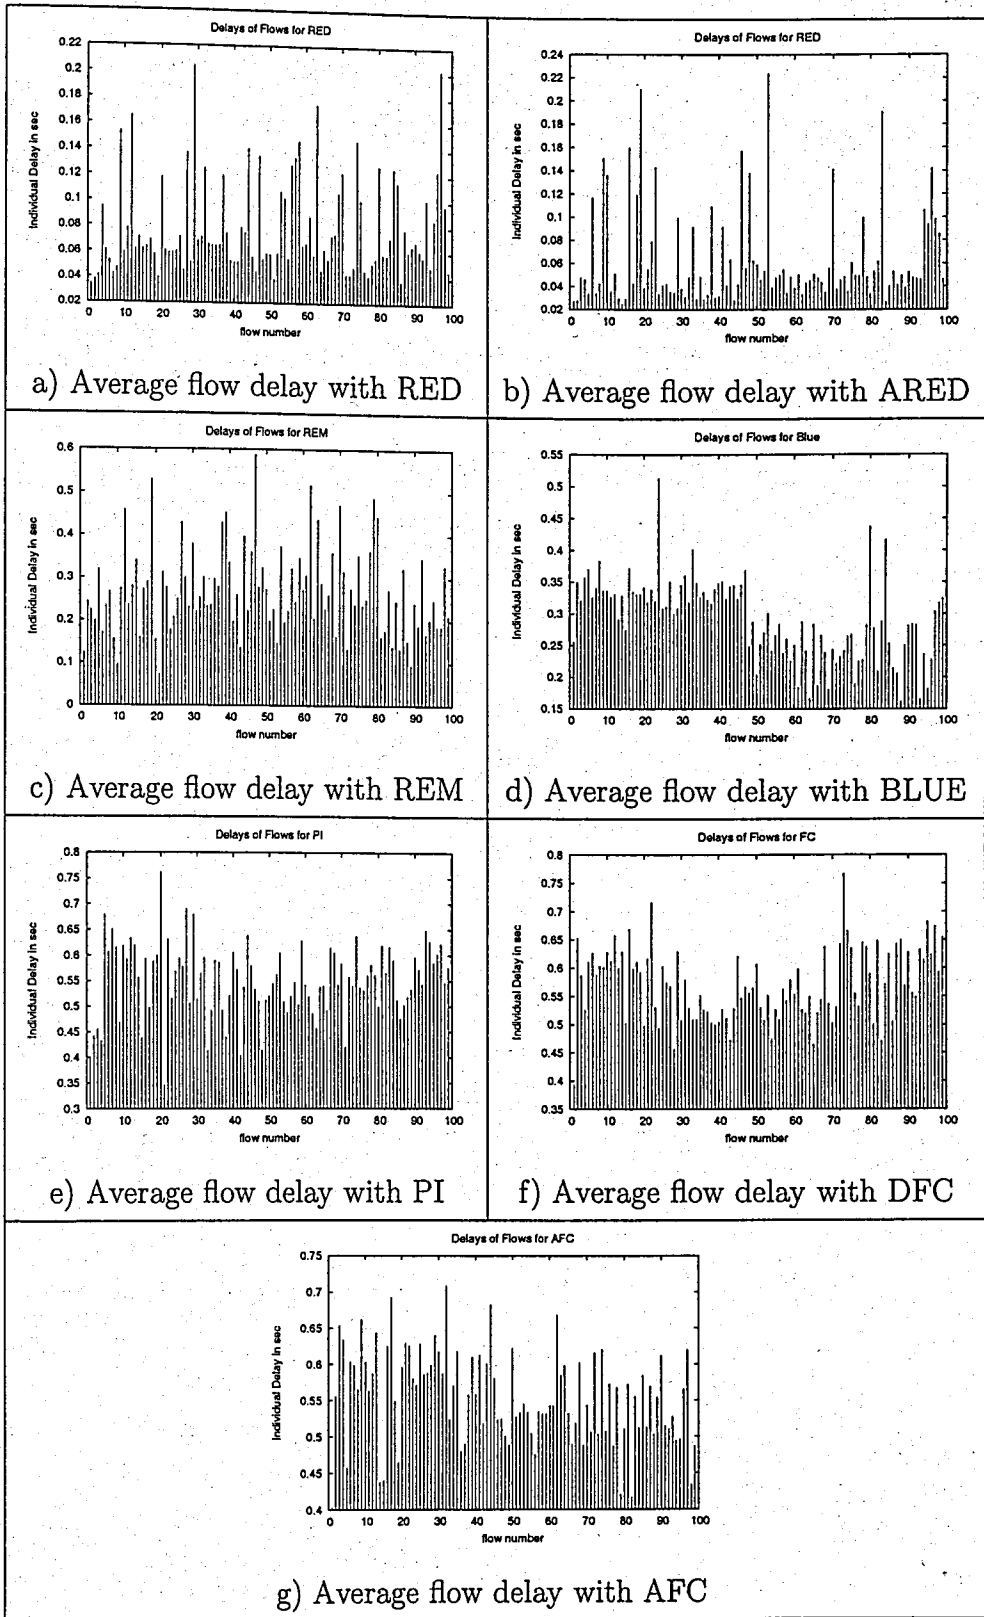 Delays of Flows for RED
Individual Delay in sec
0.22
0.2
0.18
0.16
0.14
0.12
0.1
0.08
0.06
0.04
0.02
0 10 20 30 40 50 60 70 80 90 100
flow number
a) Average flow delay with RED
Delays of Flows for RED
Individual Delay in sec
0.24
0.22
0.2
0.18
0.16
0.14
0.12
0.1
0.08
0.06
0.04
0.02
0 10 20 30 40 50 60 70 80 90 100
flow number
b) Average flow delay with ARED
Delays of Flows for REM
Individual Delay in sec
0.6
0.5
0.4
0.3
0.2
0.1
0
0 10 20 30 40 50 60 70 80 90 100
flow number
c) Average flow delay with REM
Delays of Flows for Blue
Individual Delay in sec
0.55
0.5
0.45
0.4
0.35
0.3
0.25
0.2
0.15
0 10 20 30 40 50 60 70 80 90 100
flow number
d) Average flow delay with BLUE
Delays of Flows for PI
Individual Delay in sec
0.8
0.75
0.7
0.65
0.6
0.55
0.5
0.45
0.4
0.35
0.3
0 10 20 30 40 50 60 70 80 90 100
flow number
e) Average flow delay with PI
Delays of Flows for FC
Individual Delay in sec
0.8
0.75
0.7
0.65
0.6
0.55
0.5
0.45
0.4
0.35
0 10 20 30 40 50 60 70 80 90 100
flow number
f) Average flow delay with DFC
Delays of Flows for AFC
Individual Delay in sec
0.75
0.7
0.65
0.6
0.55
0.5
0.45
0.4
0 10 20 30 40 50 60 70 80 90 100
flow number
g) Average flow delay with AFC